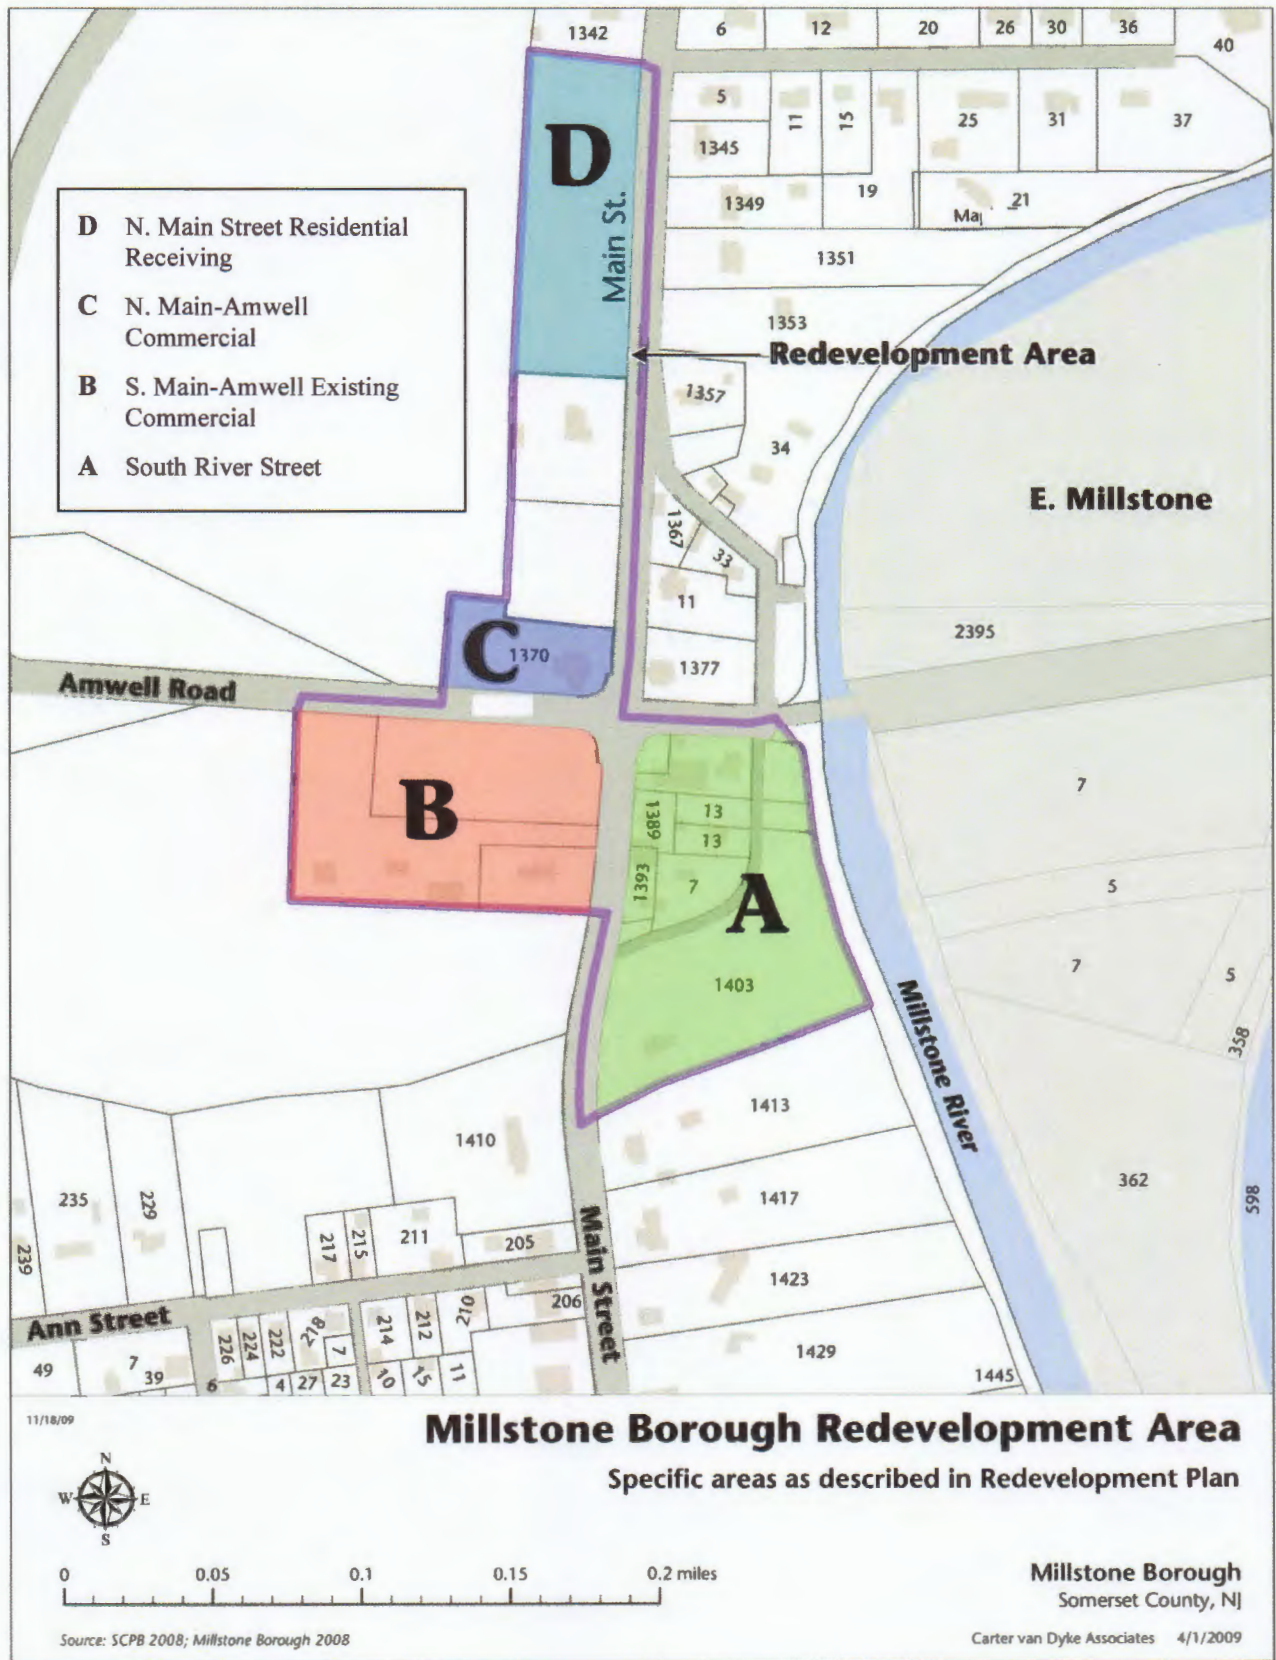 1342
6
12
20
26
30
36
40
5
11
15
25
31
37
1345
1349
19
21
Maj
1351
1353
D
Main St.
D N. Main Street Residential
Receiving
C N. Main-Amwell
Commercial
B S. Main-Amwell Existing
Commercial
A South River Street
Redevelopment Area
1357
34
E. Millstone
1367
33
11
2395
C
1370
1377
Amwell Road
B
7
13
1389
13
1393
7
A
5
7
5
1403
358
Millstone River
1413
1410
362
598
235
229
239
217
215
211
205
1417
Main Street
1423
206
Ann Street
226
224
222
218
7
214
212
210
1429
1445
49
7
39
6
4
27
23
10
15
11
11/18/09
Millstone Borough Redevelopment Area
Specific areas as described in Redevelopment Plan
N
W E
S
0 0.05 0.1 0.15 0.2 miles
Millstone Borough
Somerset County, NJ
Source: SCPB 2008; Millstone Borough 2008
Carter van Dyke Associates 4/1/2009